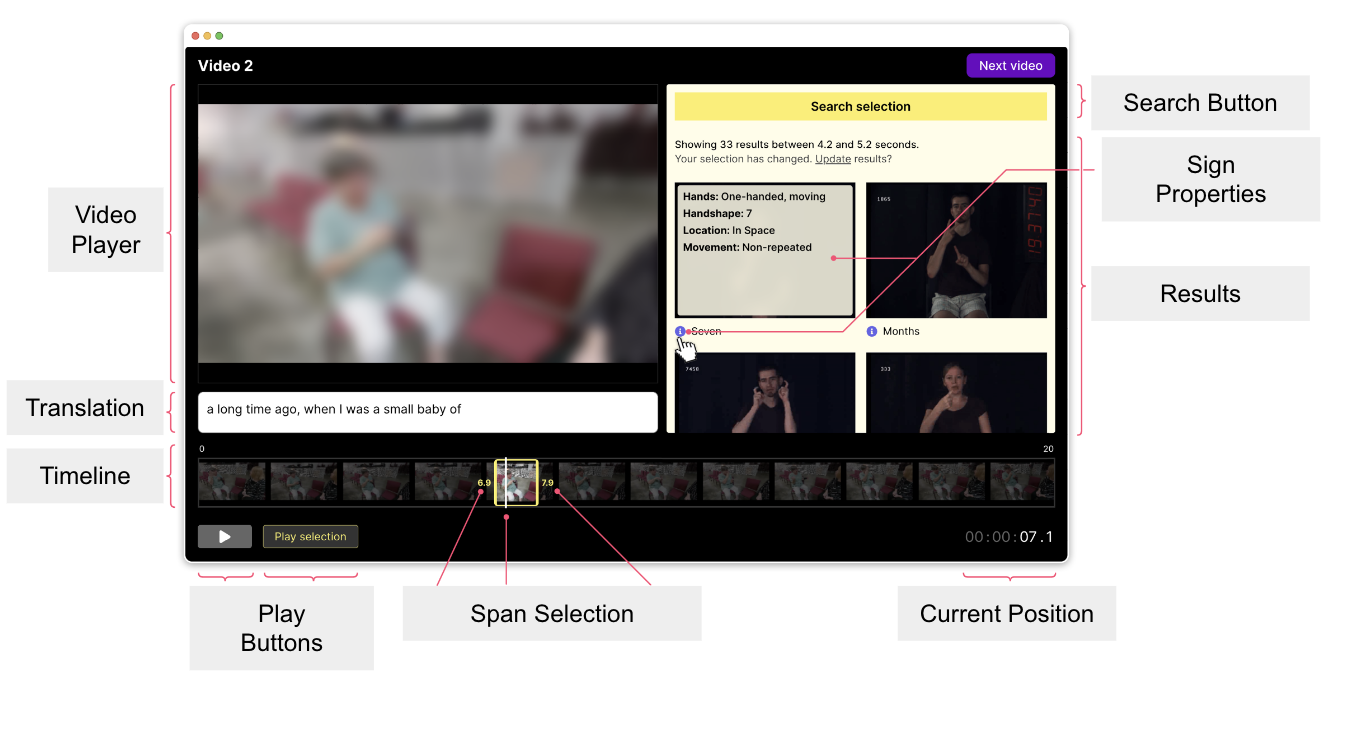 Video 2
Next video
Search selection
Showing 33 results between 4.2 and 5.2 seconds.
Your selection has changed. Update results?
Hands: One-handed, moving
Handshape: 7
Location: In Space
Movement: Non-repeated
1865
Seven
Months
7458
333
a long time ago, when I was a small baby of
0
20
6.9
7.9
Play selection
00:00:07.1
Video
Player
Translation
Timeline
Search Button
Sign
Properties
Results
Play
Buttons
Span Selection
Current Position